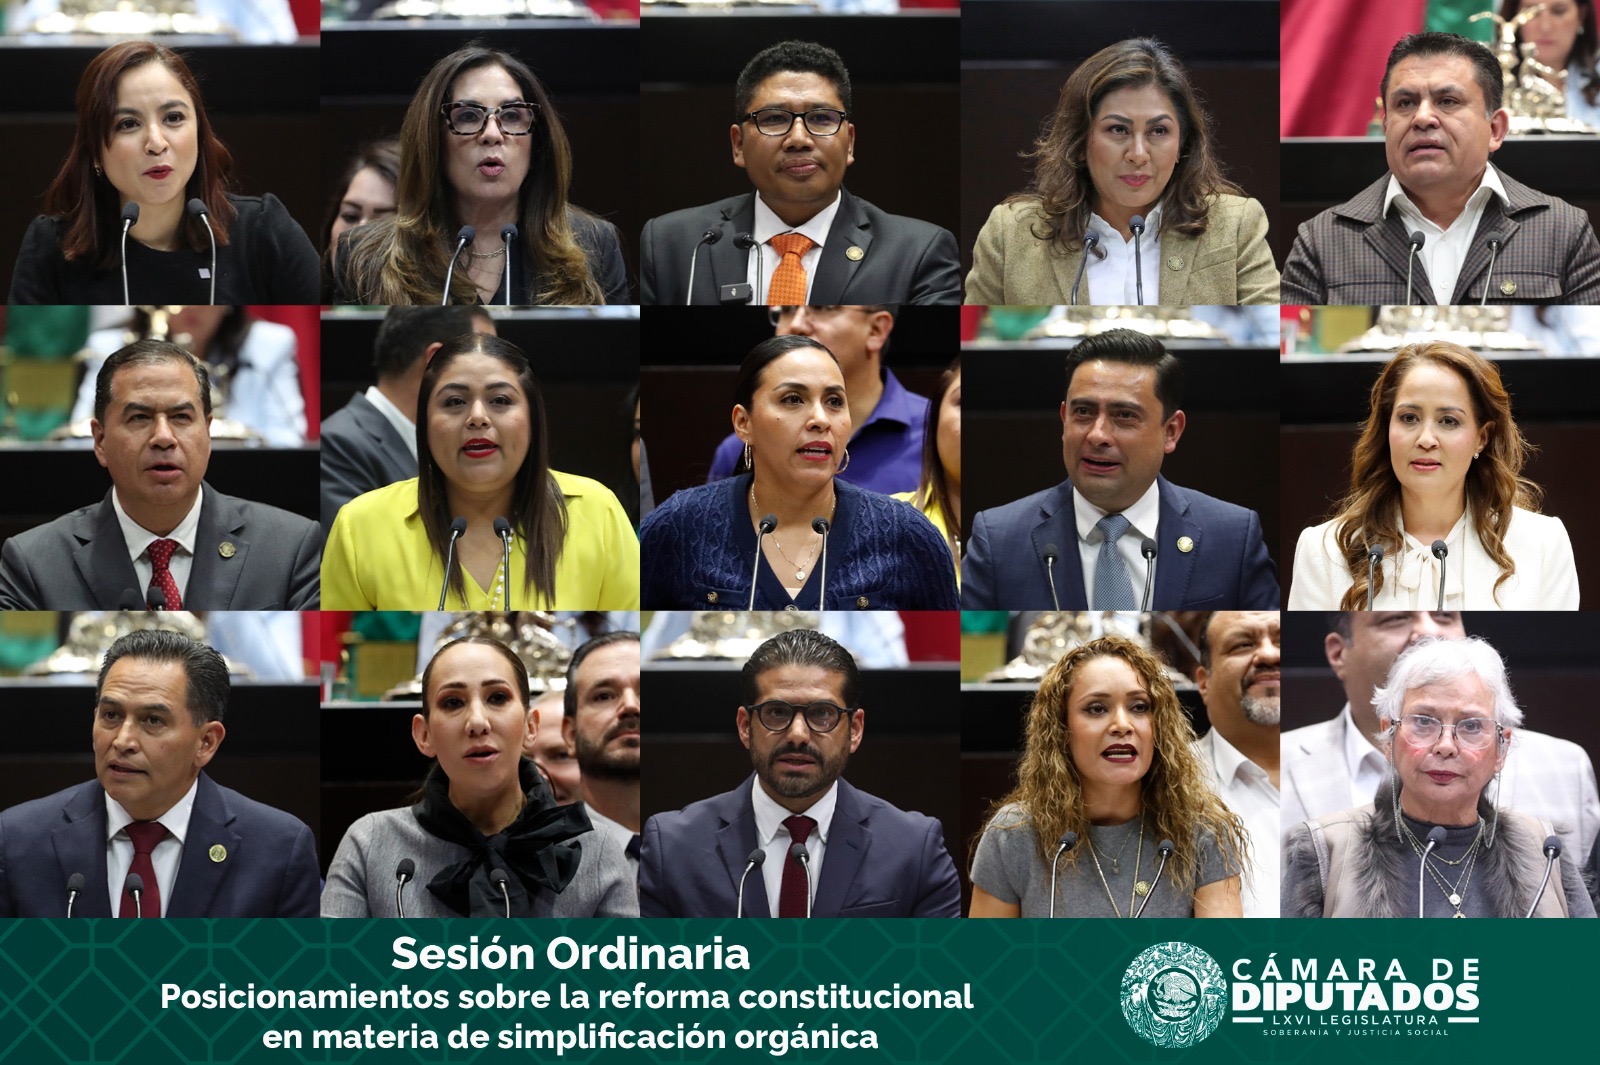 Sesión Ordinaria
Posicionamientos sobre la reforma constitucional
en materia de simplificación orgánica
CÁMARA DE
DIPUTADOS
LXVI LEGISLATURA
SOBERANÍA Y JUSTICIA SOCIAL